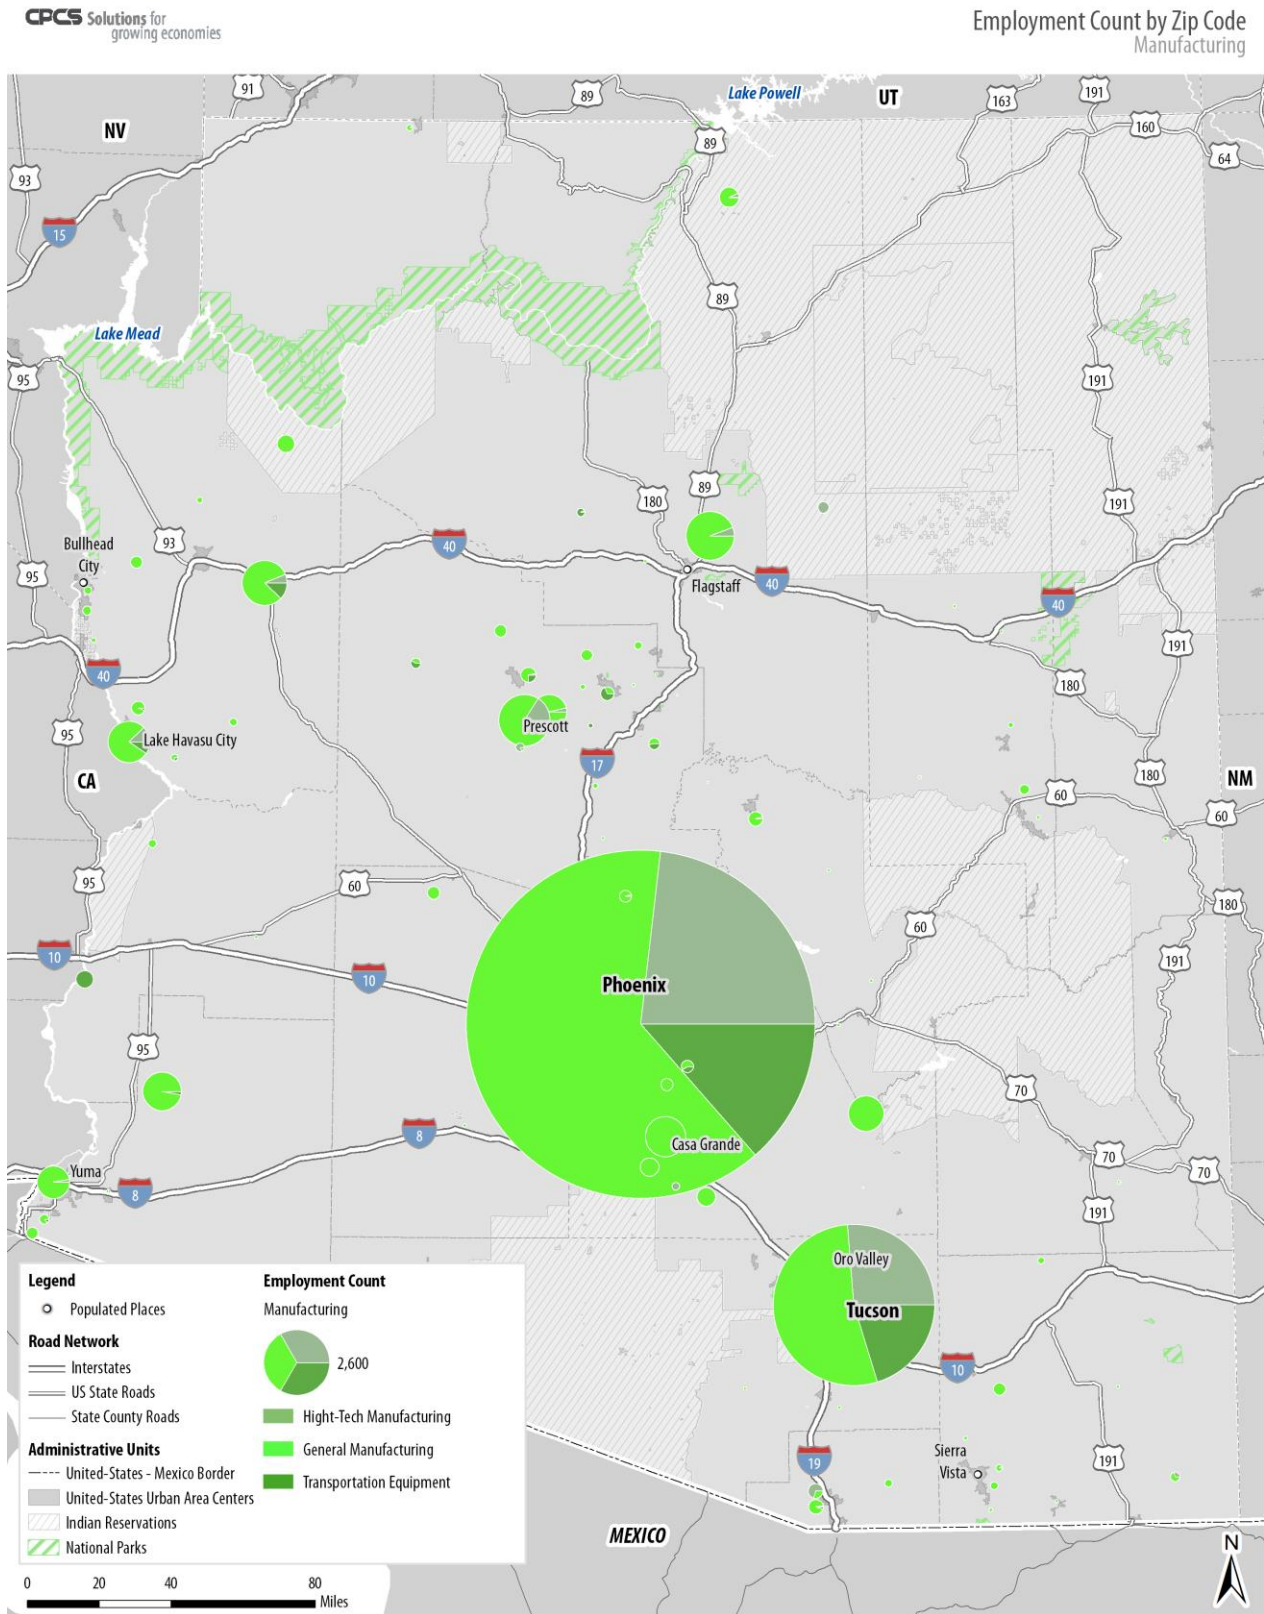 CPCS Solutions for
growing economies
Employment Count by Zip Code
Manufacturing
91
89
Lake Powell
UT
163
191
NV
89
160
93
64
15
89
Lake Mead
95
191
89
180
191
Bullhead
City
93
40
95
Flagstaff
40
40
191
40
180
Prescott
Lake Havasu City
95
17
CA
180
NM
60
60
95
60
180
60
10
191
10
Phoenix
95
70
8
Casa Grande
70
70
Yuma
8
191
Oro Valley
Tucson
10
Sierra
Vista
19
191
MEXICO
Legend
Populated Places
Road Network
Interstates
US State Roads
State County Roads
Administrative Units
United-States - Mexico Border
United-States Urban Area Centers
Indian Reservations
National Parks
Employment Count
Manufacturing
2,600
Hight-Tech Manufacturing
General Manufacturing
Transportation Equipment
0 20 40 80
Miles
N